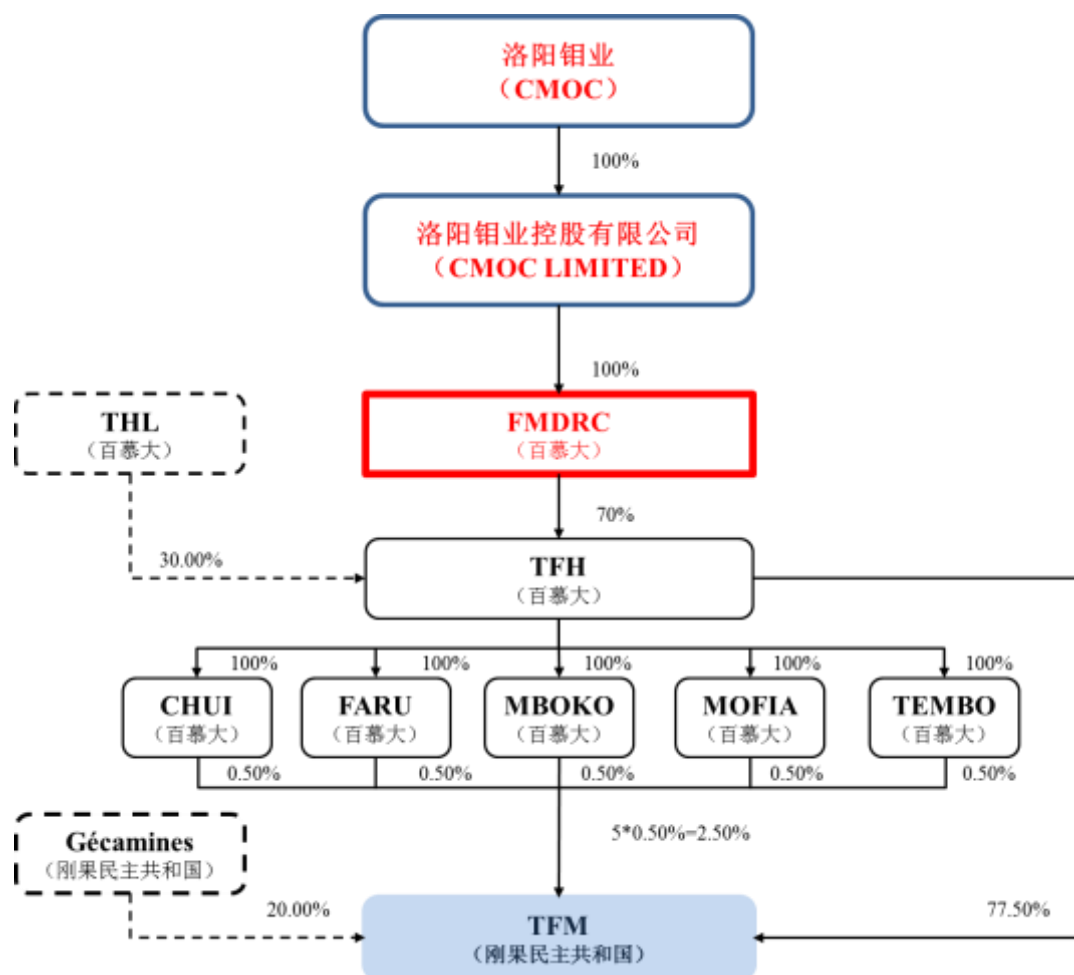 洛阳钼业
（CMOC）
100%
洛阳钼业控股有限公司
（CMOC LIMITED）
100%
THL
（百慕大）
FMDRC
（百慕大）
70%
30.00%
TFH
（百慕大）
100%
100%
100%
100%
100%
CHUI
（百慕大）
FARU
（百慕大）
MBOKO
（百慕大）
MOFIA
（百慕大）
TEMBO
（百慕大）
0.50%
0.50%
0.50%
0.50%
0.50%
5*0.50%=2.50%
Gécamines
（刚果民主共和国）
20.00%
TFM
（刚果民主共和国）
77.50%